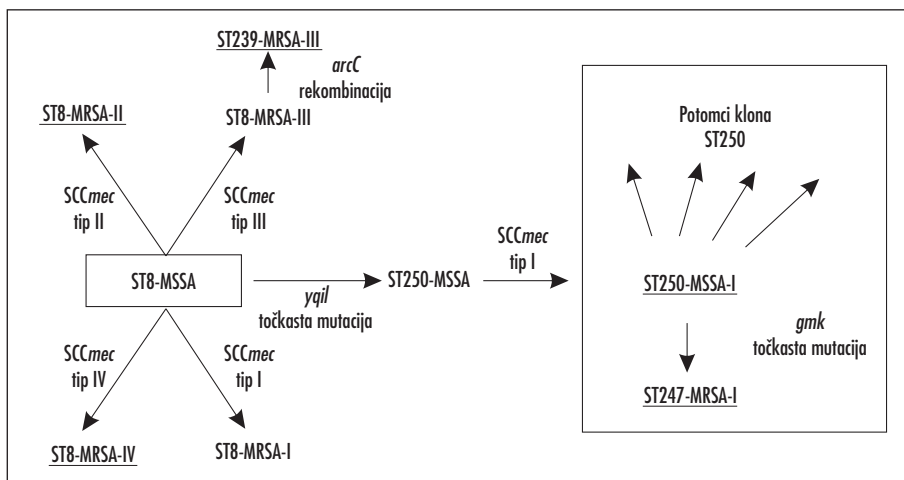 ST239-MRSA-III
arcC
rekombinacija
ST8-MRSA-II
ST8-MRSA-III
SCCmec
tip II
SCCmec
tip III
ST8-MSSA
yqil
točkasta mutacija
ST250-MSSA
SCCmec
tip I
SCCmec
tip IV
SCCmec
tip I
ST8-MRSA-IV
ST8-MRSA-I
Potomci klona
ST250
ST250-MSSA-I
gmk
točkasta mutacija
ST247-MRSA-I